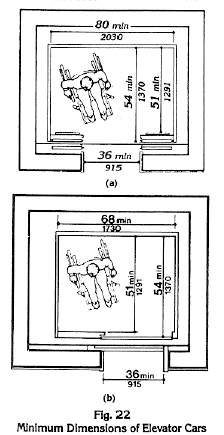 80 min
2030
54 min
1370
51 min
1291
36 min
915
(a)
68 min
1730
51 min
1291
54 min
1370
36 min
915
(b)
Fig. 22
Minimum Dimensions of Elevator Cars